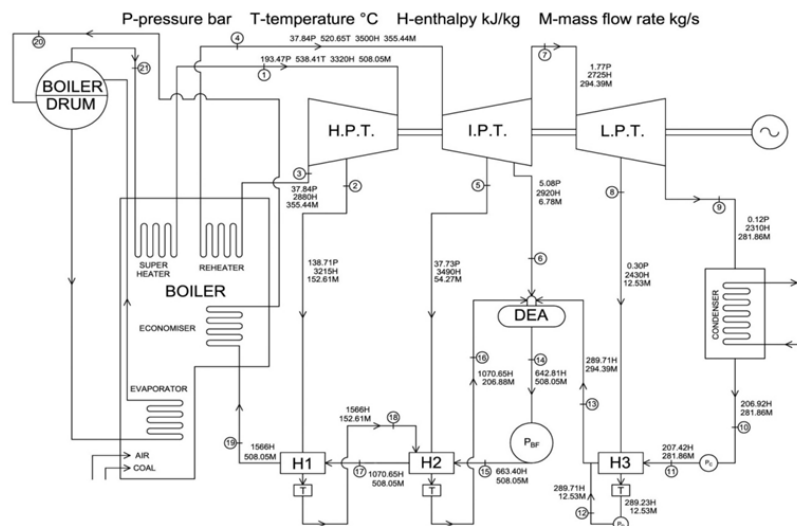 P-pressure bar T-temperature °C H-enthalpy kJ/kg M-mass flow rate kg/s
20
4
37.84P 520.65T 3500H 355.44M
7
21
193.47P 538.41T 3320H 508.05M
1
1.77P
2725H
294.39M
BOILER
DRUM
H.P.T.
I.P.T.
L.P.T.
3
37.84P
2880H
355.44M
2
5
5.08P
2920H
6.78M
8
9
0.12P
2310H
281.86M
SUPER
HEATER
REHEATER
BOILER
138.71P
3215H
152.61M
37.73P
3490H
54.27M
6
0.30P
2430H
12.53M
CONDENSER
DEA
ECONOMISER
16
1070.65H
206.88M
14
642.81H
508.05M
289.71H
294.39M
13
206.92H
281.86M
10
EVAPORATOR
1566H
152.61M
18
PBF
19
1566H
508.05M
H1
17
1070.65H
508.05M
H2
15
663.40H
508.05M
H3
207.42H
281.86M
11
PC
AIR
COAL
T
T
T
289.71H
12.53M
12
289.23H
12.53M